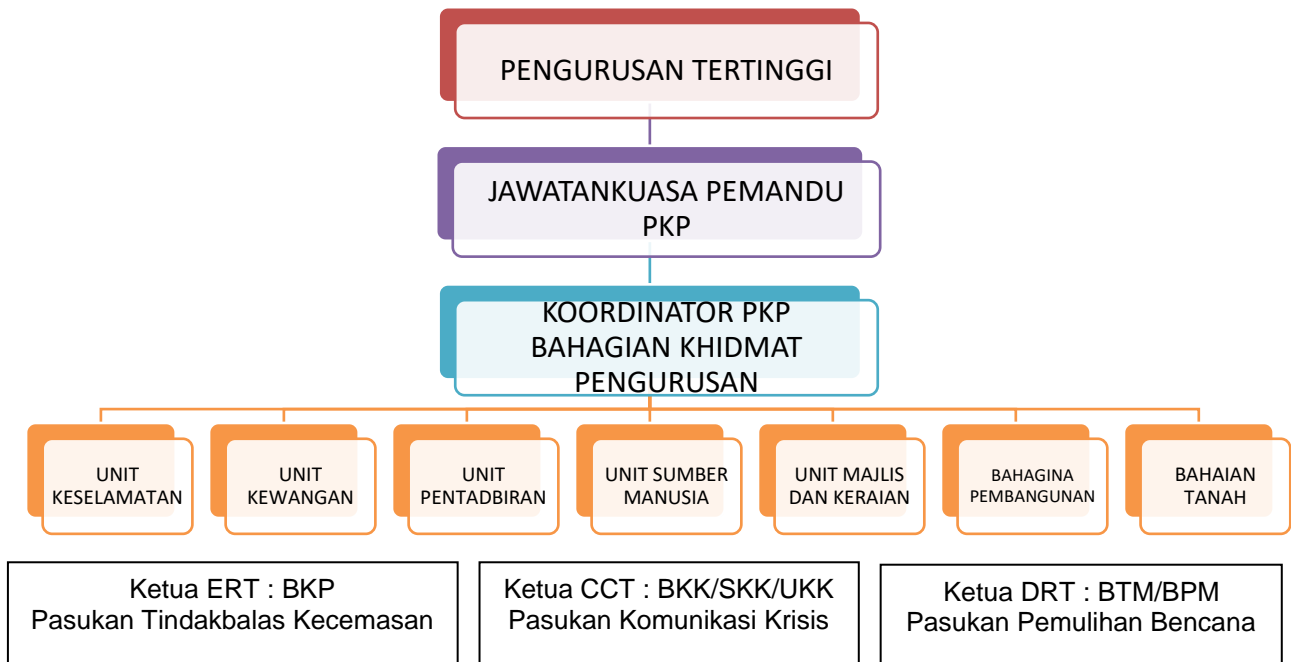 PENGURUSAN TERTINGGI
JAWATANKUASA PEMANDU
PKP
KOORDINATOR PKP
BAHAGIAN KHIDMAT
PENGURUSAN
UNIT
KESELAMATAN
UNIT
KEWANGAN
UNIT
PENTADBIRAN
UNIT SUMBER
MANUSIA
UNIT MAJLIS
DAN KERAIAN
BAHAGINA
PEMBANGUNAN
BAHAIAN
TANAH
Ketua ERT : BKP
Pasukan Tindakbalas Kecemasan
Ketua CCT : BKK/SKK/UKK
Pasukan Komunikasi Krisis
Ketua DRT : BTM/BPM
Pasukan Pemulihan Bencana